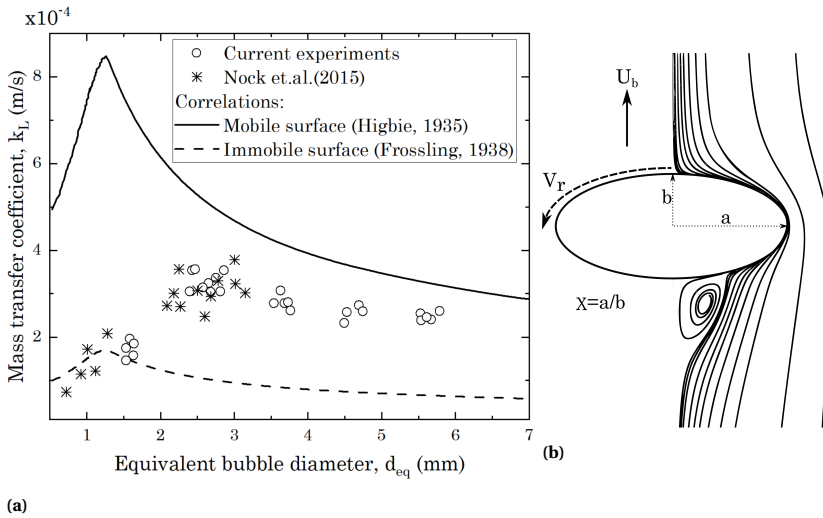 x10⁻⁴
8
6
4
2
Mass transfer coefficient, k_L (m/s)
Current experiments
Nock et.al.(2015)
Correlations:
Mobile surface (Higbie, 1935)
Immobile surface (Frossling, 1938)
1 2 3 4 5 6 7
Equivalent bubble diameter, d_eq (mm)
(a)
U_b
V_r
b
a
X=a/b
(b)